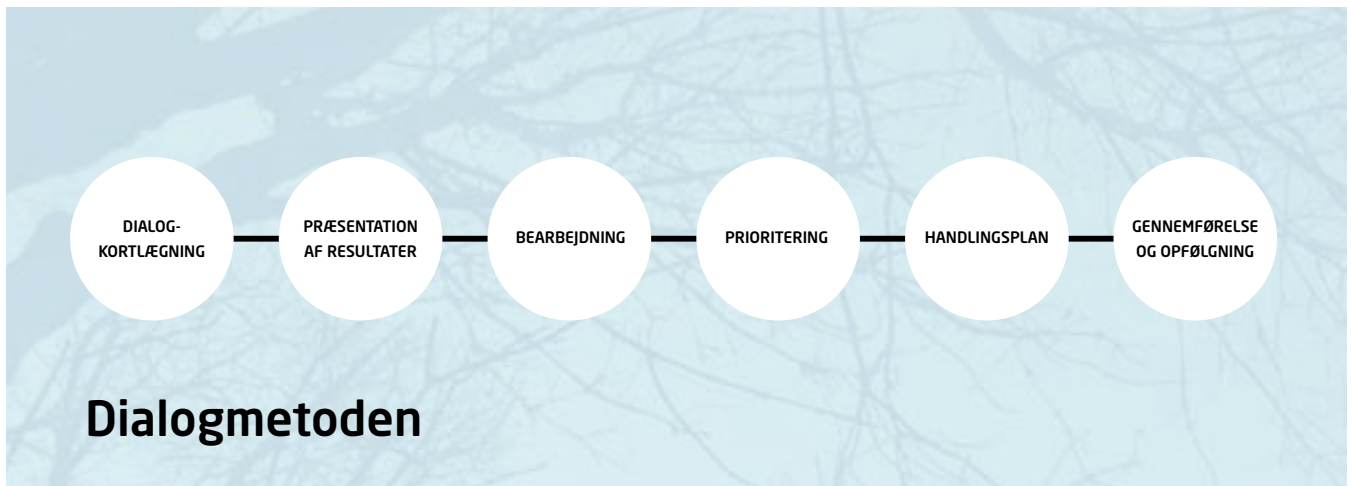 DIALOG-
KORTLÆGNING
PRÆSENTATION
AF RESULTATER
BEARBEJDNING
PRIORITERING
HANDLINGSPLAN
GENNEMFØRELSE
OG OPFØLGNING
Dialogmetoden